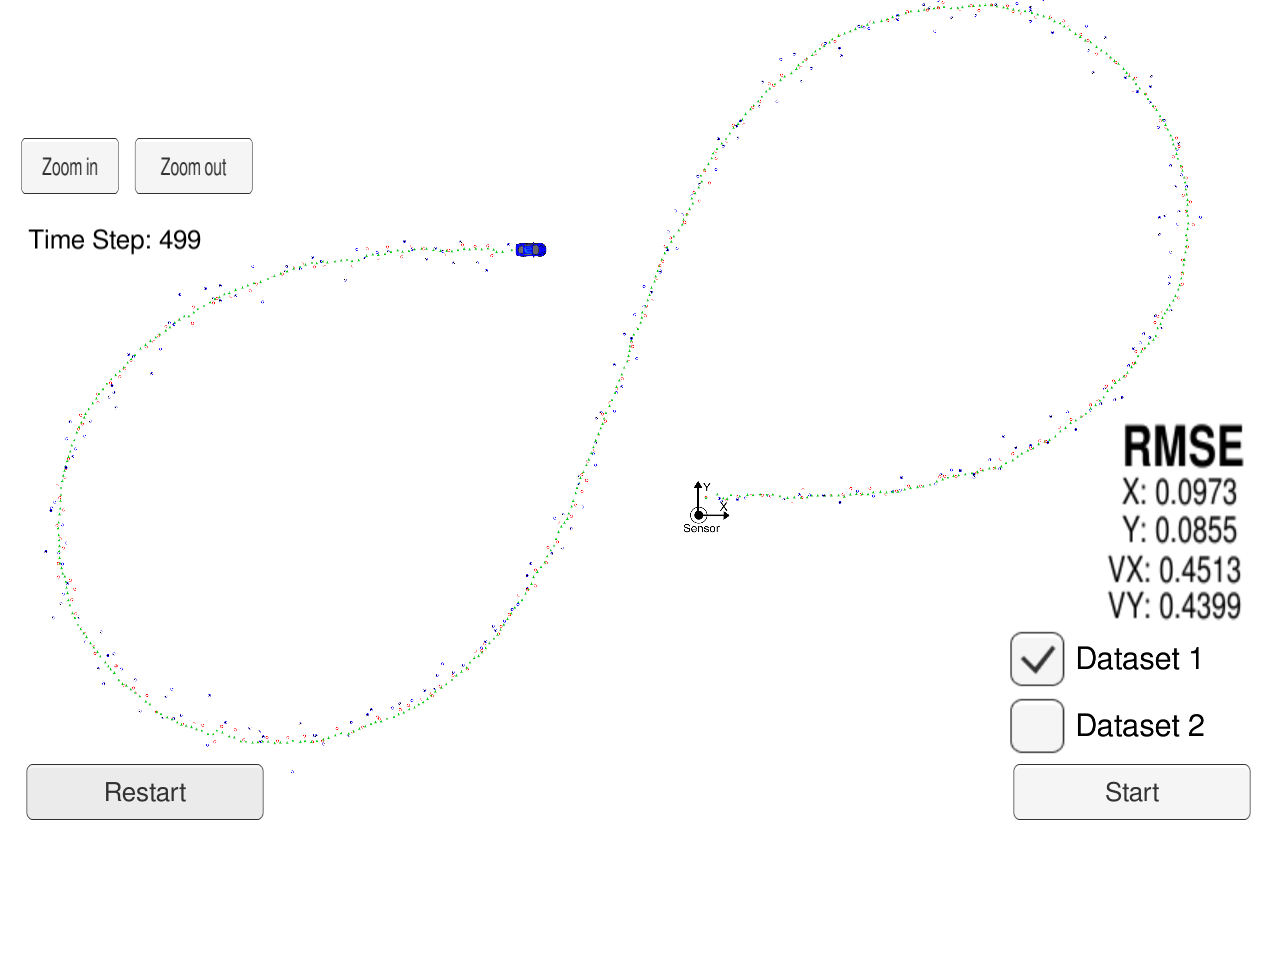 Zoom in
Zoom out
Time Step: 499
Y
X
Sensor
RMSE
X: 0.0973
Y: 0.0855
VX: 0.4513
VY: 0.4399
Dataset 1
Dataset 2
Restart
Start